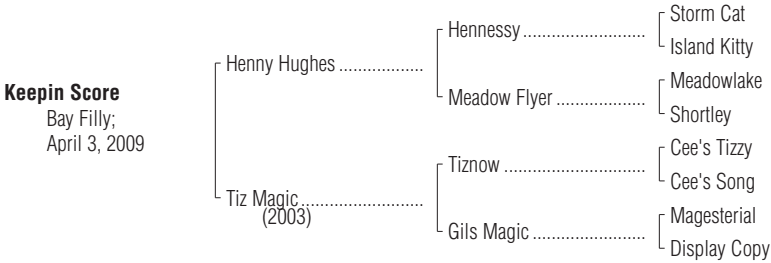 Keepin Score
Bay Filly;
April 3, 2009
Henny Hughes ..................
Tiz Magic..........................
(2003)
Hennessy ..........................
Meadow Flyer ...................
Tiznow ..............................
Gils Magic ........................
Storm Cat
Island Kitty
Meadowlake
Shortley
Cee's Tizzy
Cee's Song
Magesterial
Display Copy